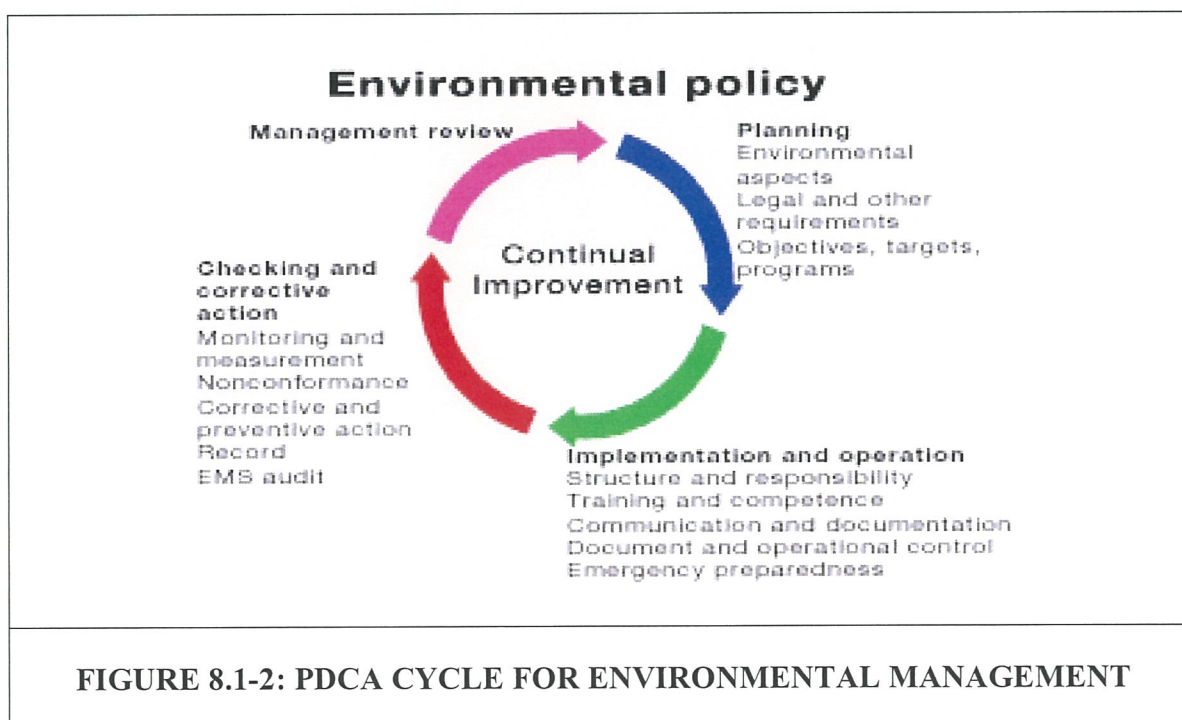 Environmental policy
Management review
Planning
Environmental
aspects
Legal and other
requirements
Objectives, targets,
programs
Continual
Improvement
Checking and
corrective
action
Monitoring and
measurement
Nonconformance
Corrective and
preventive action
Record
EMS audit
Implementation and operation
Structure and responsibility
Training and competence
Communication and documentation
Document and operational control
Emergency preparedness
FIGURE 8.1-2: PDCA CYCLE FOR ENVIRONMENTAL MANAGEMENT